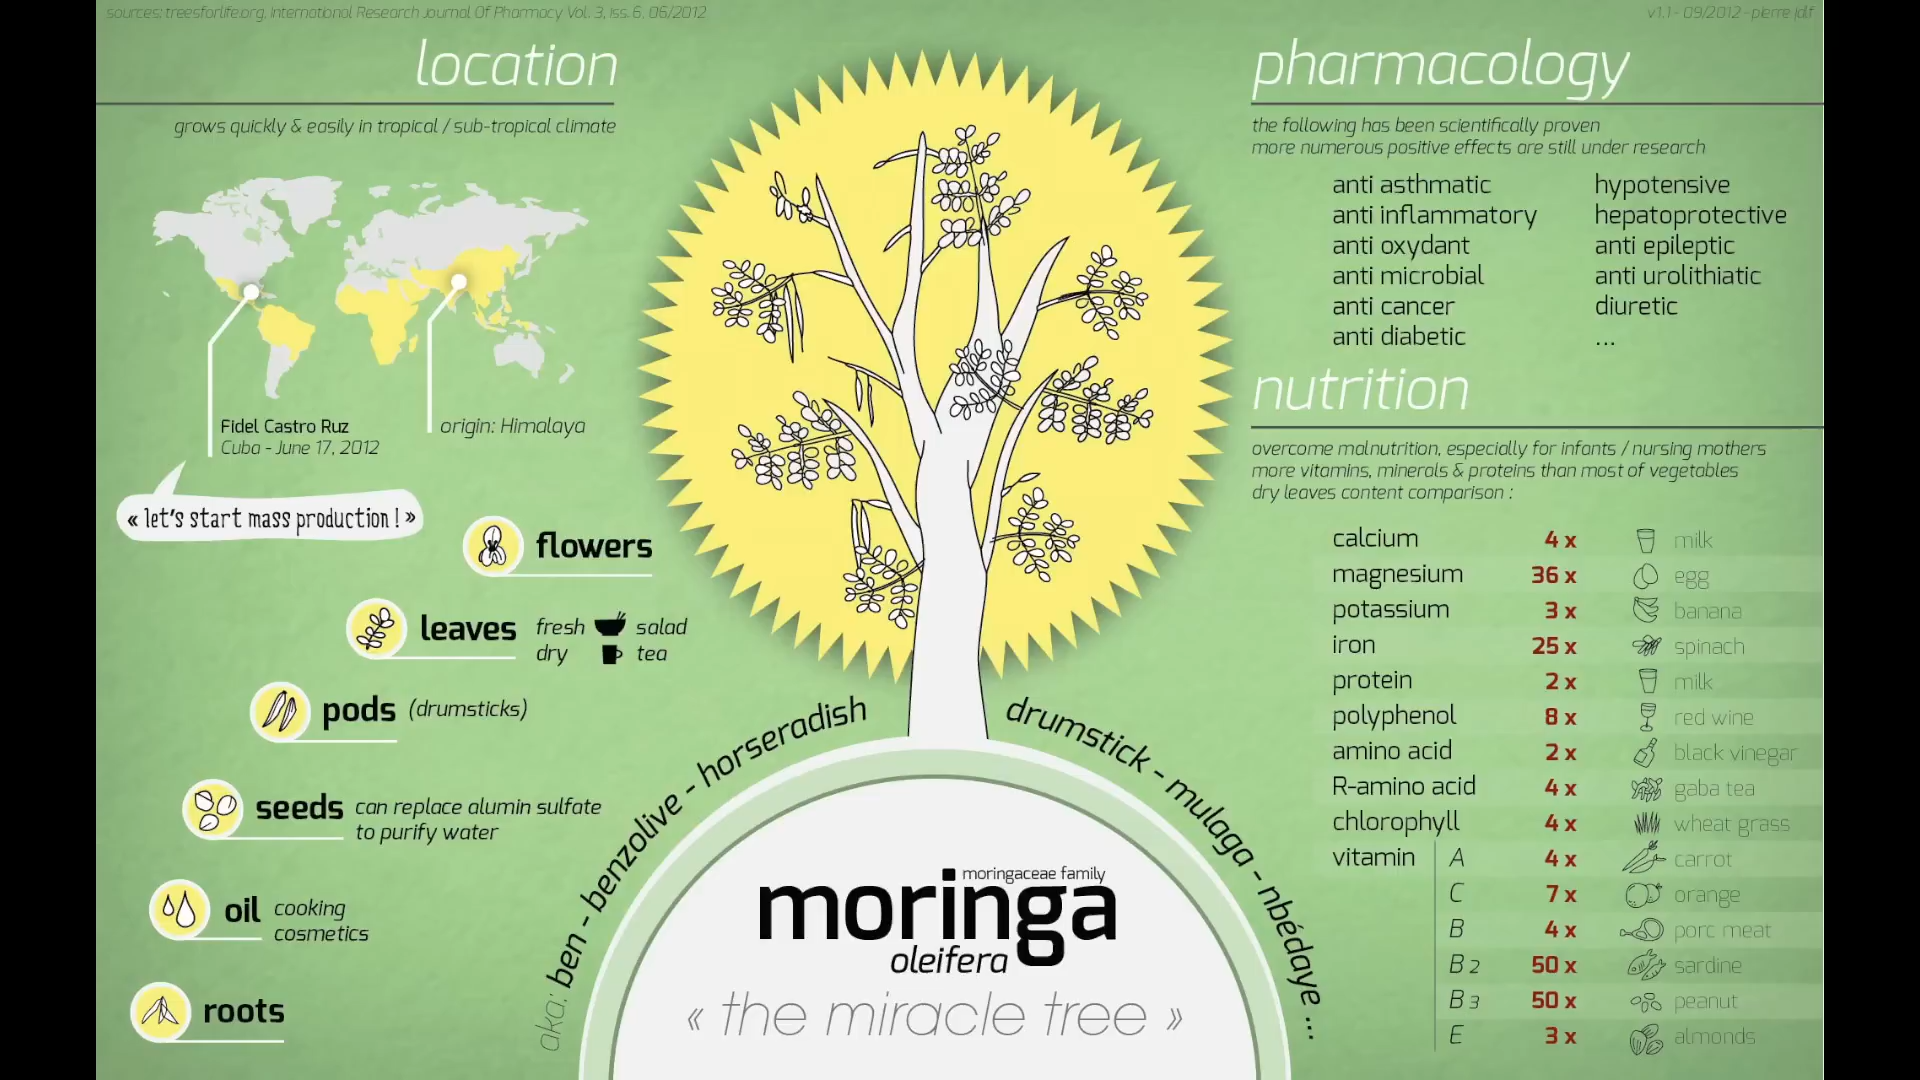 sources: treesforlife.org, International Research Journal Of Pharmacy Vol. 3, Iss. 6, 06/2012
v1.1 - 09/2012 - pierre jdlf
location
grows quickly & easily in tropical / sub-tropical climate
Fidel Castro Ruz
Cuba - June 17, 2012
origin: Himalaya
« let's start mass production ! »
flowers
leaves
fresh salad
dry tea
pods (drumsticks)
seeds can replace alumin sulfate
to purify water
oil cooking
cosmetics
roots
aka: ben - benzolive - horseradish
drumstick - mulaga - nbédaye ...
moringaceae family
moringa
oleifera
« the miracle tree »
pharmacology
the following has been scientifically proven
more numerous positive effects are still under research
anti asthmatic
anti inflammatory
anti oxydant
anti microbial
anti cancer
anti diabetic
hypotensive
hepatoprotective
anti epileptic
anti urolithiatic
diuretic
...
nutrition
overcome malnutrition, especially for infants / nursing mothers
more vitamins, minerals & proteins than most of vegetables
dry leaves content comparison :
calcium 4 x milk
magnesium 36 x egg
potassium 3 x banana
iron 25 x spinach
protein 2 x milk
polyphenol 8 x red wine
amino acid 2 x black vinegar
R-amino acid 4 x gaba tea
chlorophyll 4 x wheat grass
vitamin A 4 x carrot
C 7 x orange
B 4 x porc meat
B 2 50 x sardine
B 3 50 x peanut
E 3 x almonds